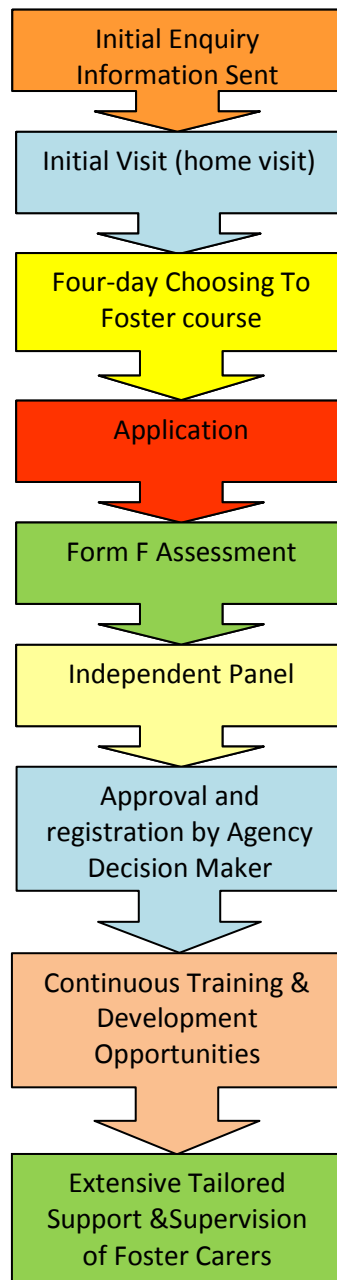 Initial Enquiry
Information Sent
Initial Visit (home visit)
Four-day Choosing To
Foster course
Application
Form F Assessment
Independent Panel
Approval and
registration by Agency
Decision Maker
Continuous Training &
Development
Opportunities
Extensive Tailored
Support &Supervision
of Foster Carers